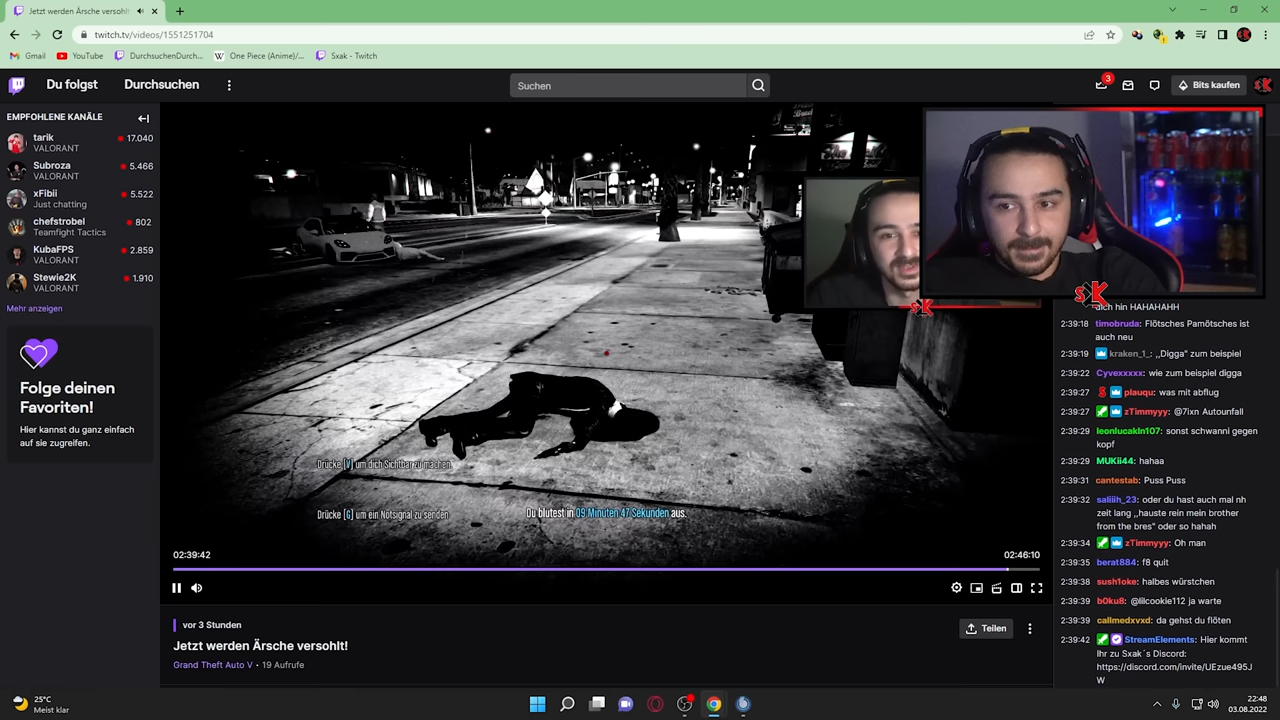 Jetzt werden Ärsche versohlt
twitch.tv/videos/1551251704
Gmail
YouTube
DurchsuchenDurch...
One Piece (Anime)/...
Sxak - Twitch
Du folgst
Durchsuchen
Suchen
3
Bits kaufen
EMPFOHLENE KANÄLE
tarik
17.040
VALORANT
Subroza
5.466
VALORANT
xFibii
5.522
Just chatting
chefstrobel
802
Teamfight Tactics
KubaFPS
2.859
VALORANT
Stewie2K
1.910
VALORANT
Mehr anzeigen
Folge deinen
Favoriten!
Hier kannst du ganz einfach
auf sie zugreifen.
Drücke [V] um dich Sichtbar zu machen
Drücke [G] um ein Notsignal zu senden
Du blutest in 09 Minuten 47 Sekunden aus.
02:39:42
02:46:10
vor 3 Stunden
Jetzt werden Ärsche versohlt!
Grand Theft Auto V • 19 Aufrufe
Teilen
SK
SK
dich hin HAHAHAHH
2:39:18 timobruda: Flötsches Pamötsches ist
auch neu
2:39:19 kraken_1_: ,,Digga" zum beispiel
2:39:22 Cyvexxxxx: wie zum beispiel digga
2:39:27 plauqu: was mit abflug
2:39:27 zTimmyyy: @7ixn Autounfall
2:39:29 leonlucakln107: sonst schwanni gegen
kopf
2:39:29 MUKii44: hahaa
2:39:31 cantestab: Puss Puss
2:39:32 saliiih_23: oder du hast auch mal nh
zeit lang ,,hauste rein mein brother
from the bres" oder so hahah
2:39:34 zTimmyyy: Oh man
2:39:35 berat884: f8 quit
2:39:38 sush1oke: halbes würstchen
2:39:39 b0ku8: @lilcookie112 ja warte
2:39:39 callmedxvxd: da gehst du flöten
2:39:42 StreamElements: Hier kommt
Ihr zu Sxak´s Discord:
https://discord.com/invite/UEzue495J
W
25°C
Meist klar
22:48
03.08.2022